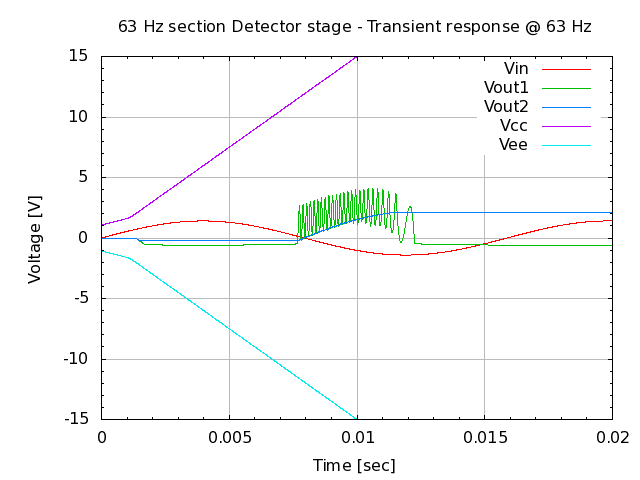 63 Hz section Detector stage - Transient response @ 63 Hz
Voltage [V]
15
10
5
0
-5
-10
-15
Vin
Vout1
Vout2
Vcc
Vee
0 0.005 0.01 0.015 0.02
Time [sec]